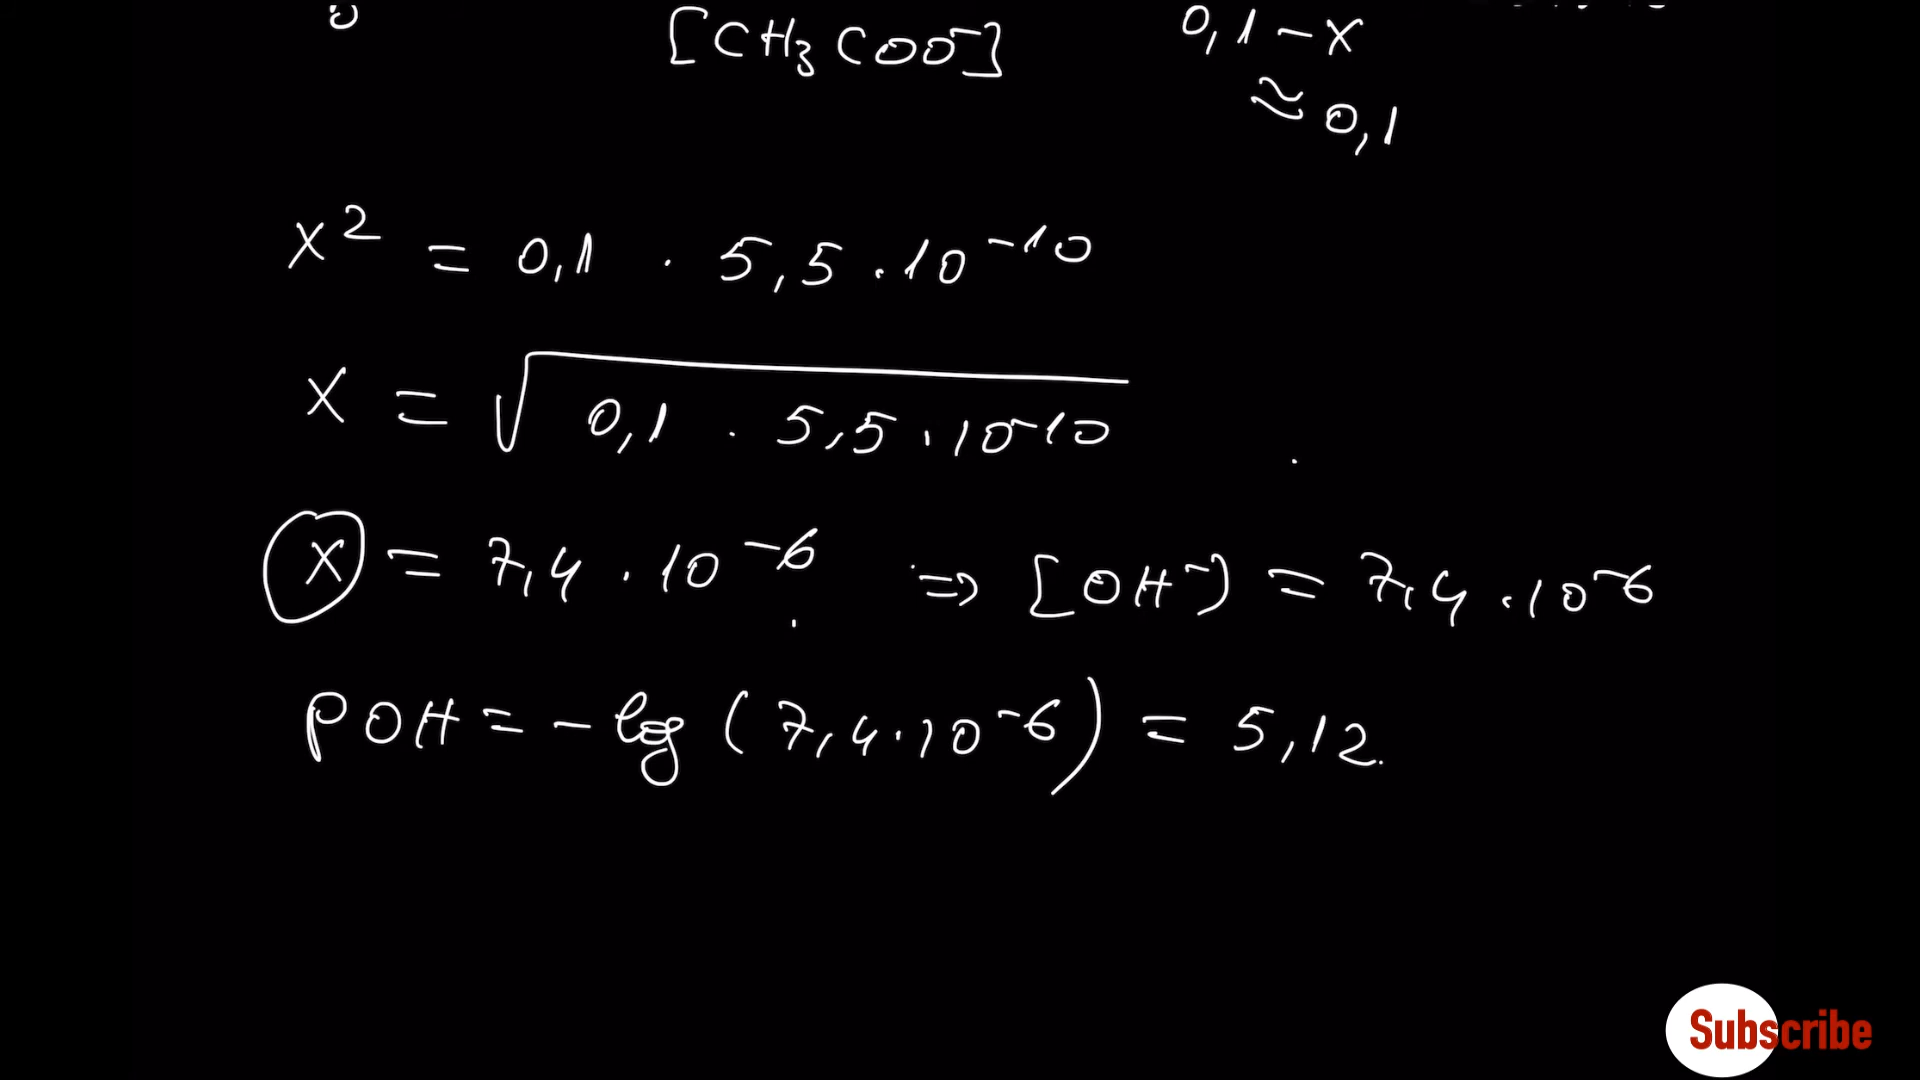 [CH₃COO⁻] 0,1 - x
≈ 0,1
x² = 0,1 · 5,5 · 10⁻¹⁰
x = √ 0,1 · 5,5 · 10⁻¹⁰
x = 7,4 · 10⁻⁶ ⇒ [OH⁻] = 7,4 · 10⁻⁶
pOH = -log (7,4 · 10⁻⁶) = 5,12.
Subscribe